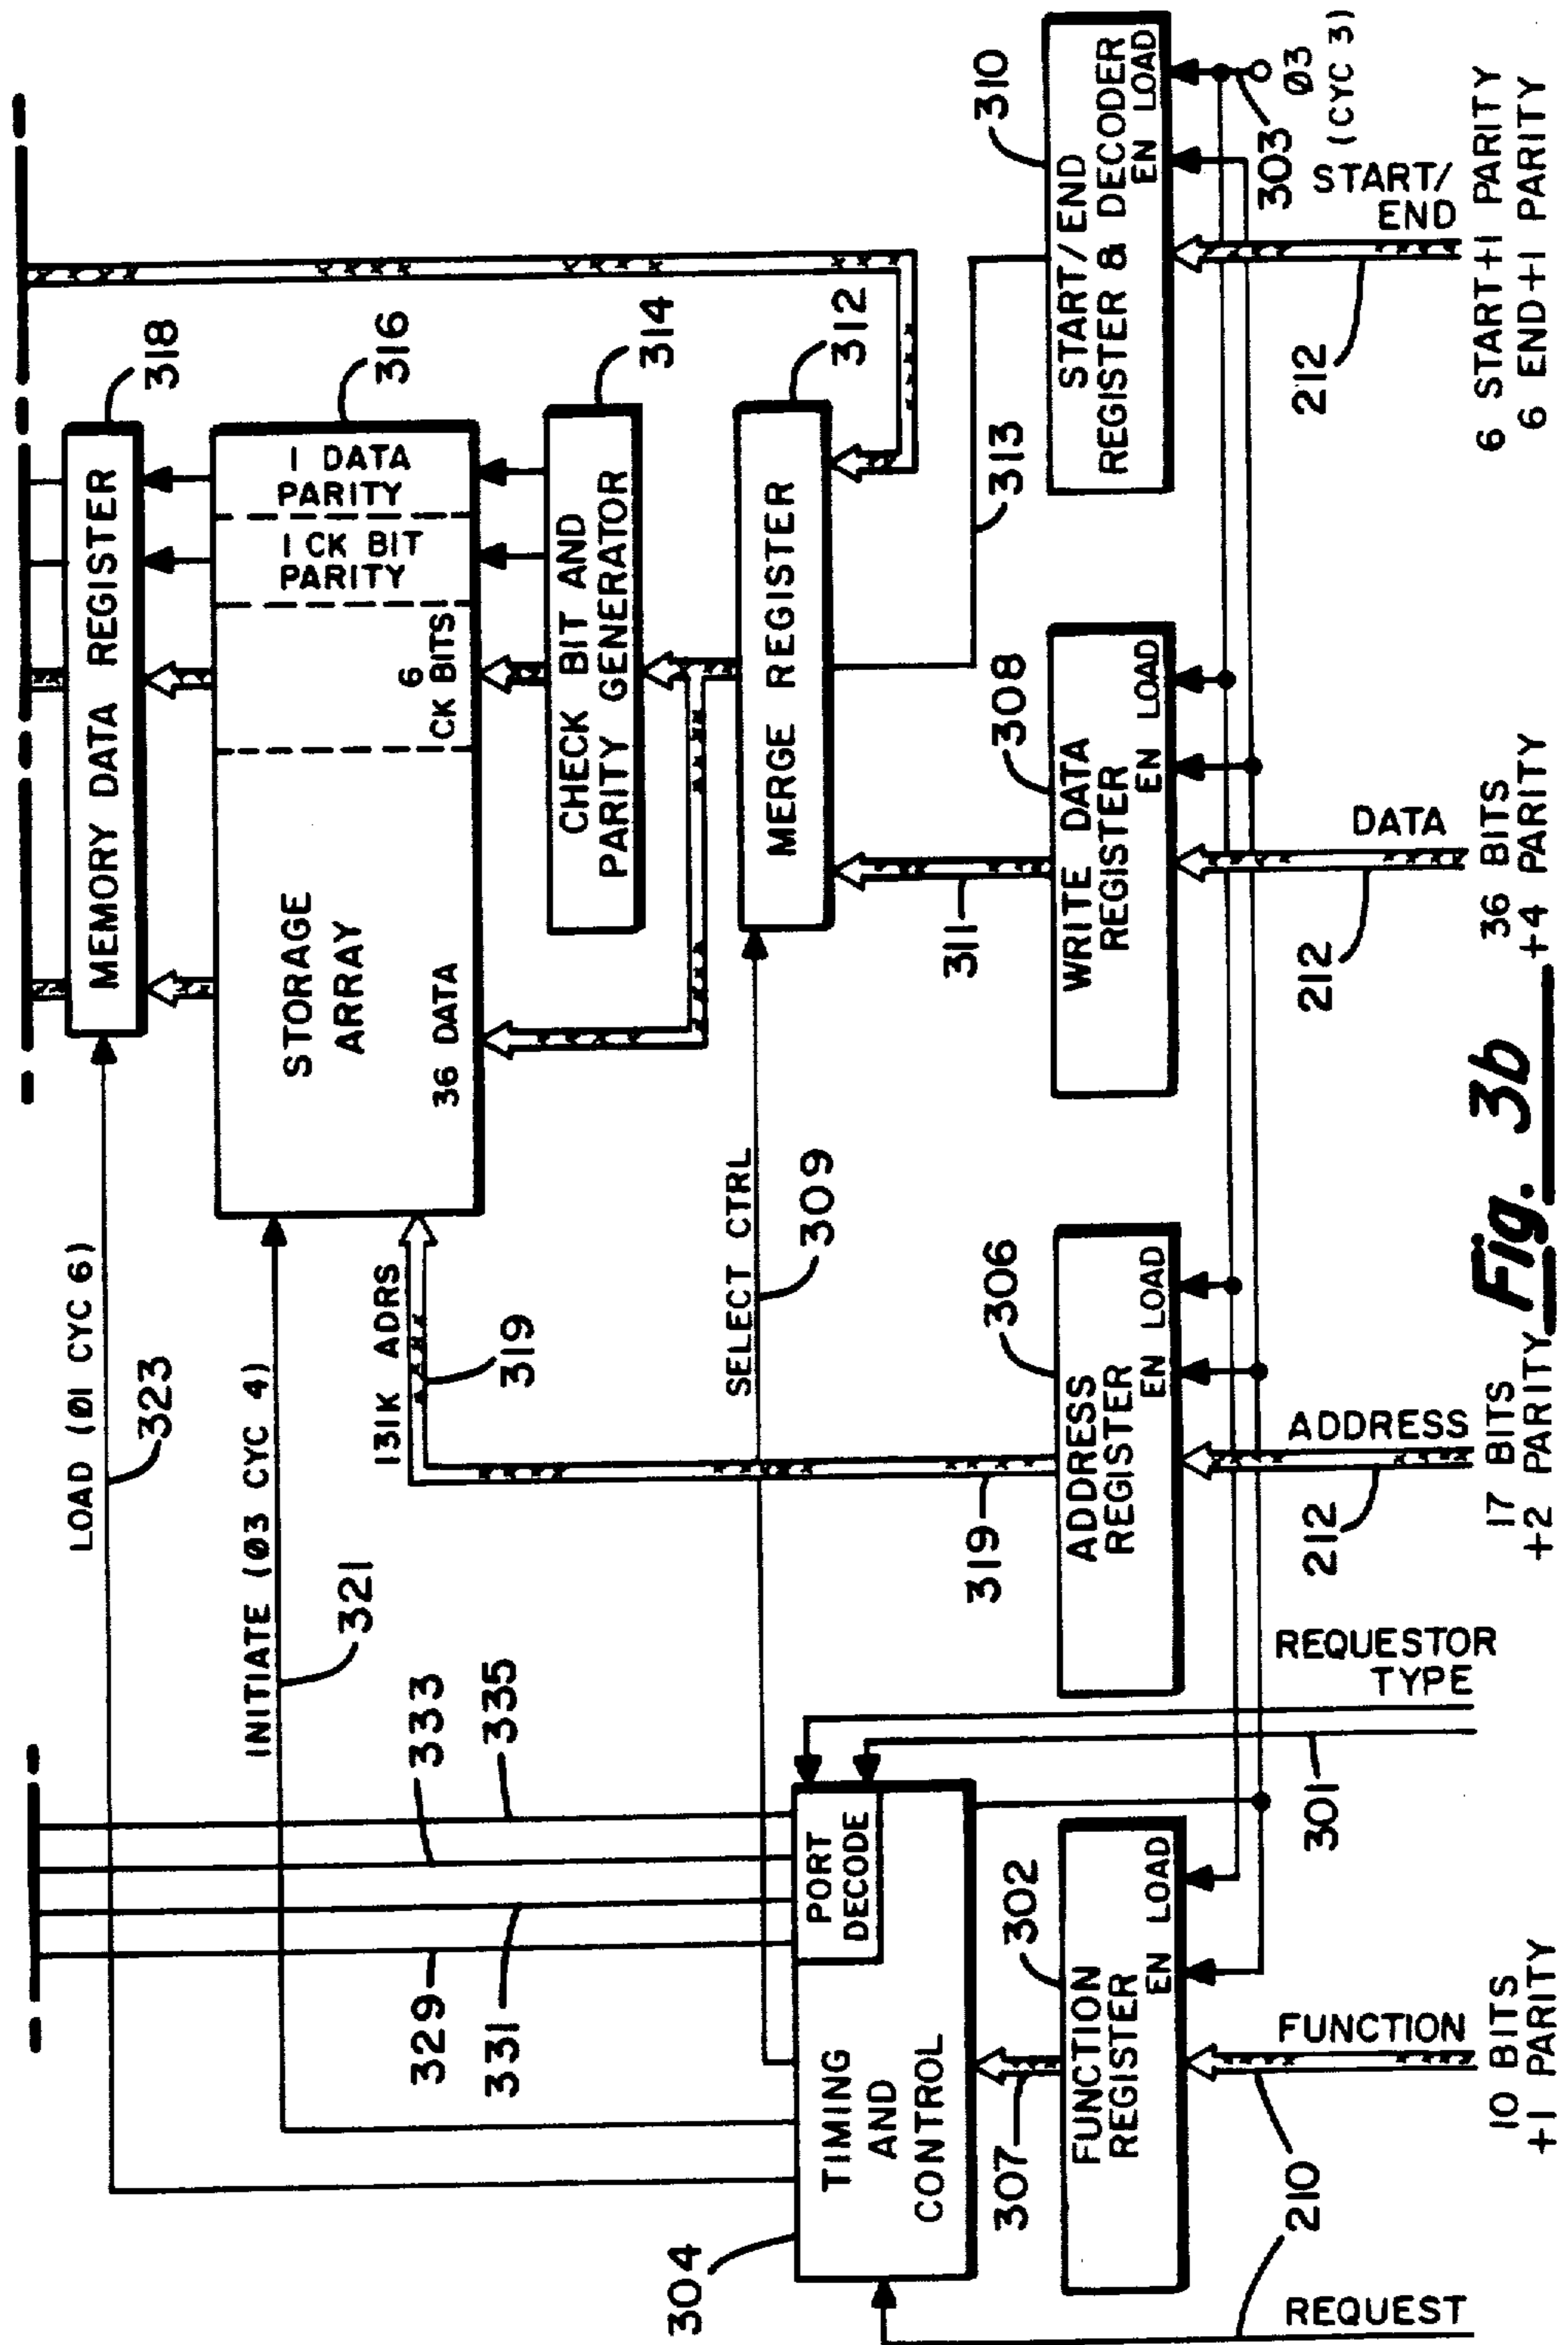 LOAD (Ø1 CYC 6)
323
INITIATE (Ø3 CYC 4)
321
329
331
333
335
MEMORY DATA REGISTER
318
STORAGE
ARRAY
36 DATA
6
CK BITS
1 CK BIT
PARITY
1 DATA
PARITY
316
131K ADRS
319
CHECK BIT AND
PARITY GENERATOR
314
SELECT CTRL
309
MERGE REGISTER
312
304
TIMING
AND
CONTROL
PORT
DECODE
307
319
311
313
302
FUNCTION
REGISTER
EN LOAD
306
ADDRESS
REGISTER
EN LOAD
308
WRITE DATA
REGISTER
EN LOAD
310
START/END
REGISTER & DECODER
EN LOAD
303
Ø3
(CYC 3)
REQUEST
210
FUNCTION
10 BITS
+1 PARITY
301
REQUESTOR
TYPE
212
ADDRESS
17 BITS
+2 PARITY
212
DATA
36 BITS
+4 PARITY
212
START/
END
6 START+1 PARITY
6 END+1 PARITY
Fig. 3b